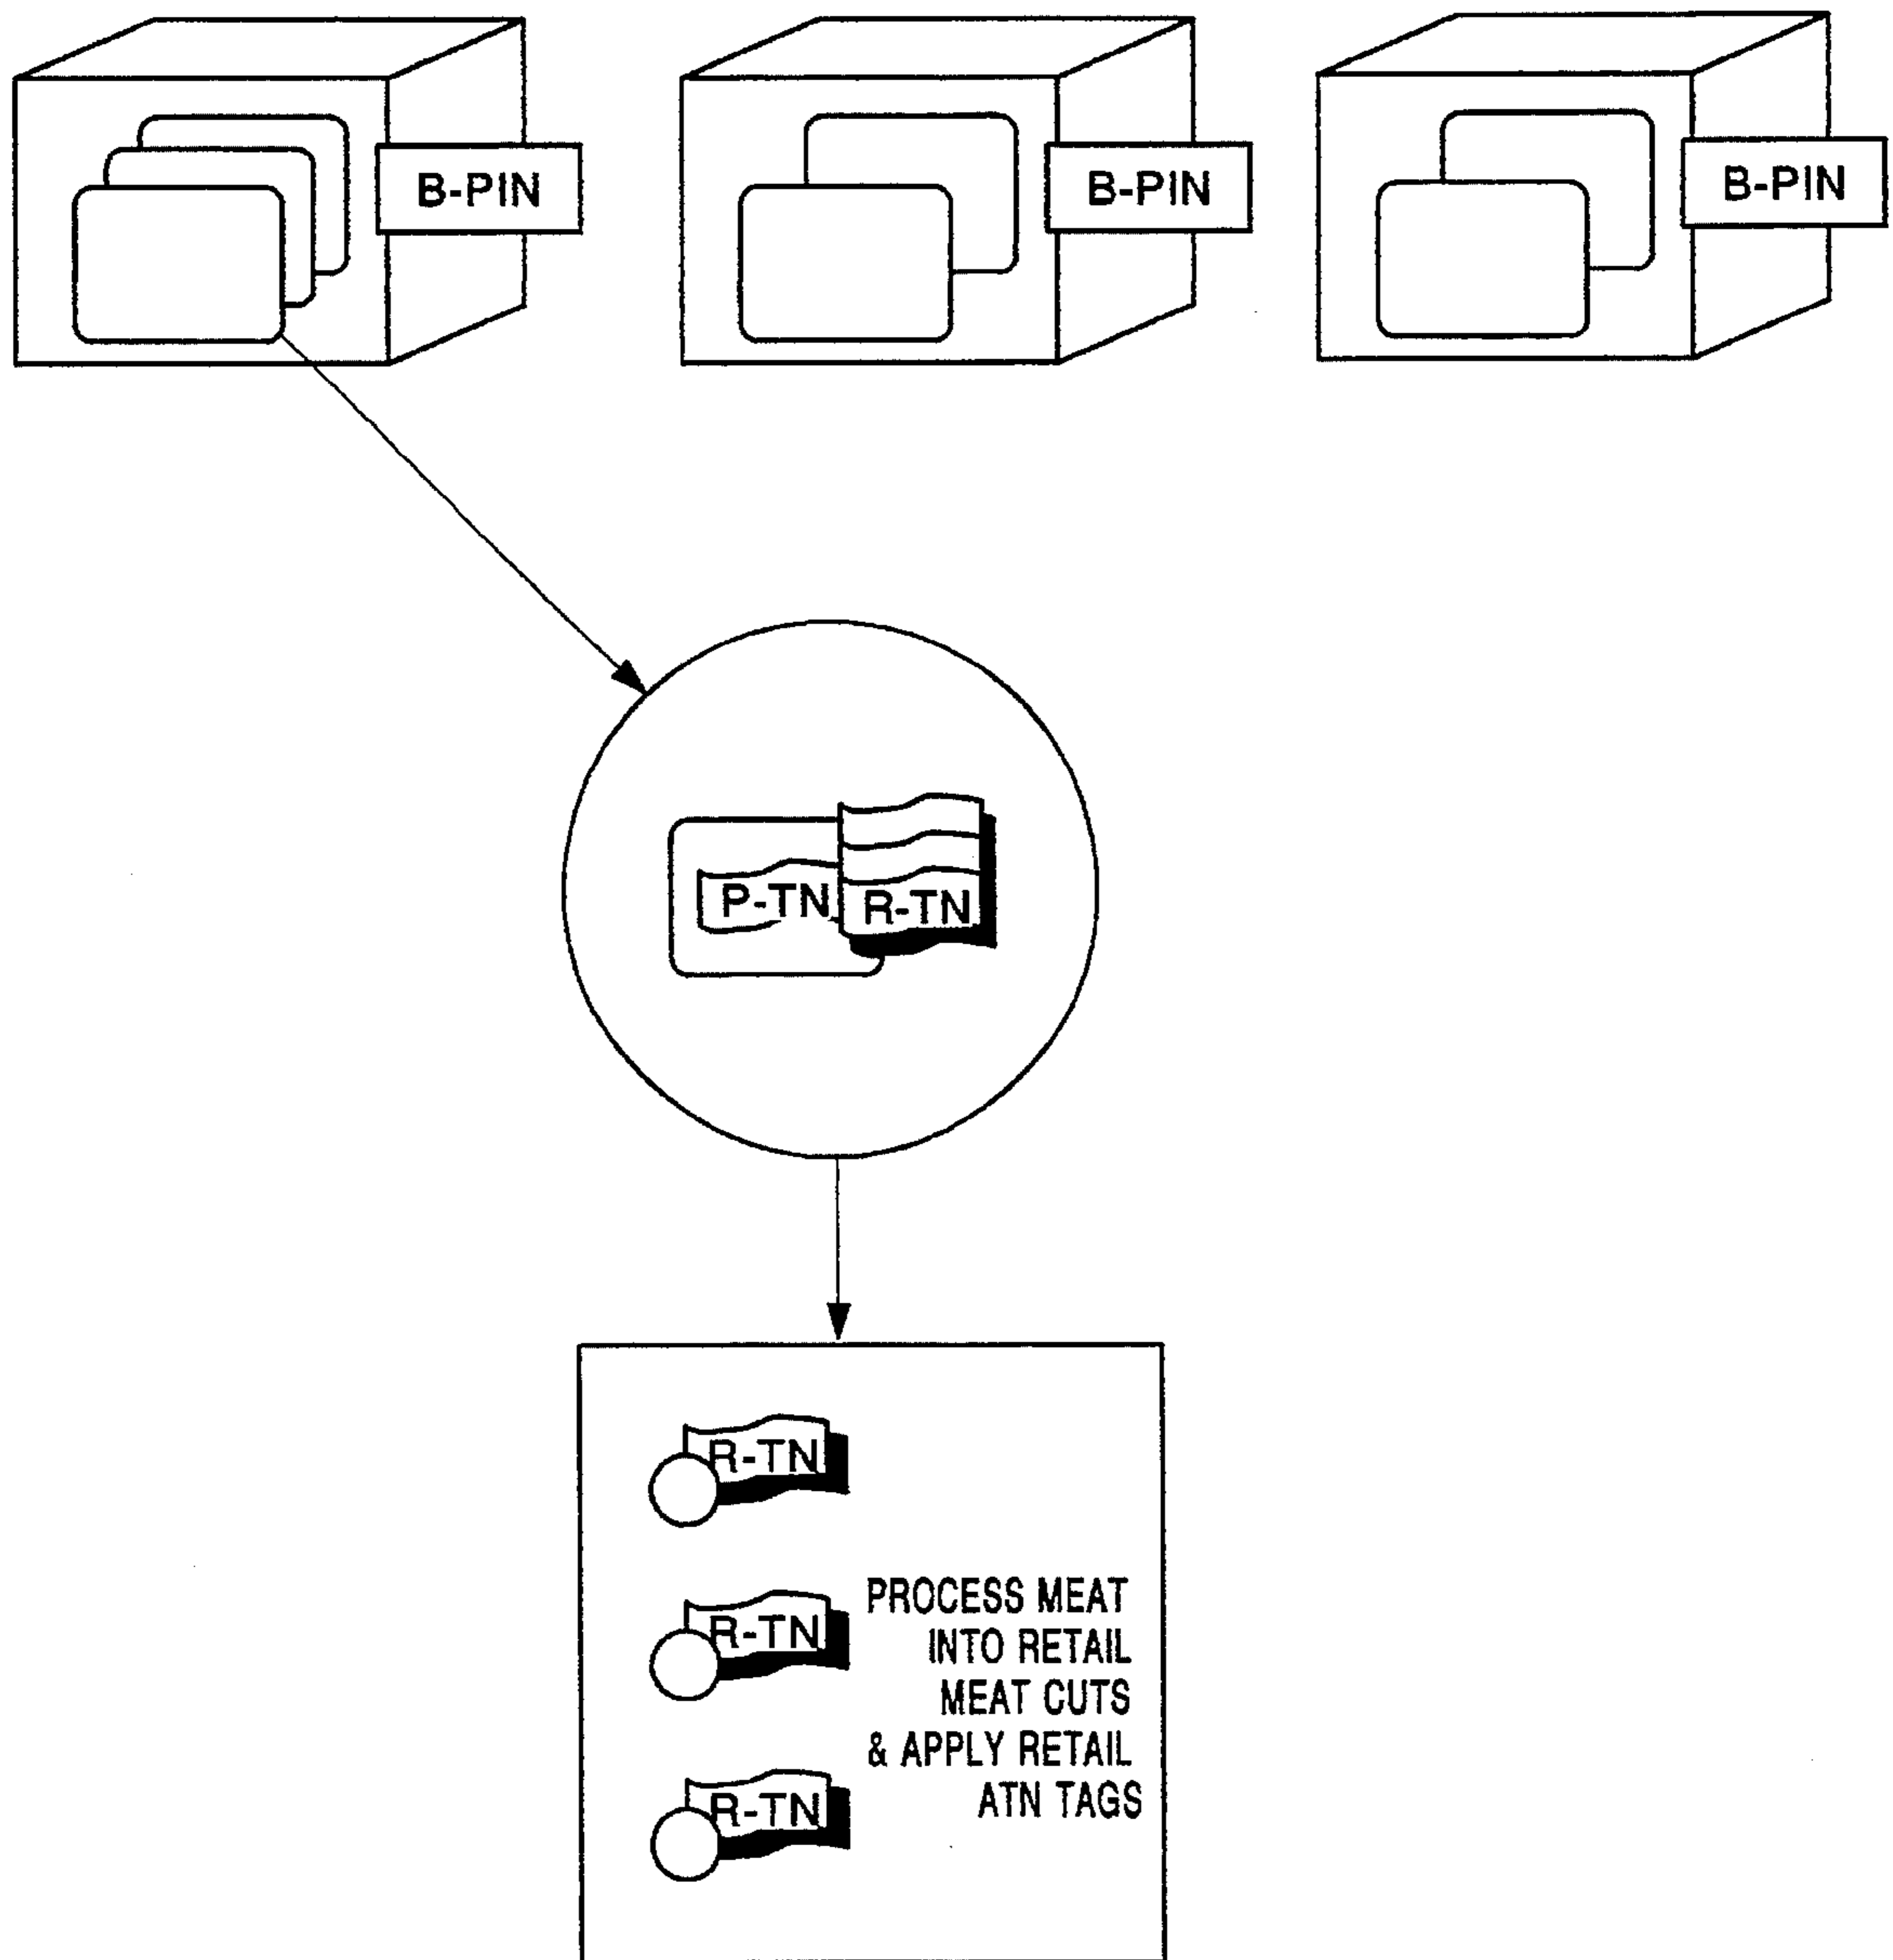 B-PIN
B-PIN
B-PIN
P-TN
R-TN
R-TN
R-TN
R-TN
PROCESS MEAT
INTO RETAIL
MEAT CUTS
& APPLY RETAIL
ATN TAGS